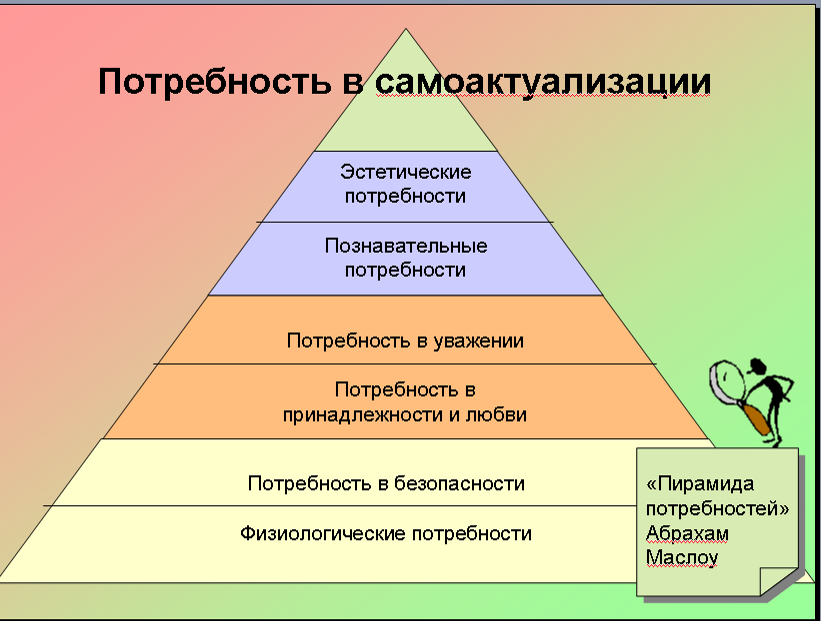 Потребность в самоактуализации
Эстетические
потребности
Познавательные
потребности
Потребность в уважении
Потребность в
принадлежности и любви
Потребность в безопасности
Физиологические потребности
«Пирамида
потребностей»
Абрахам
Маслоу